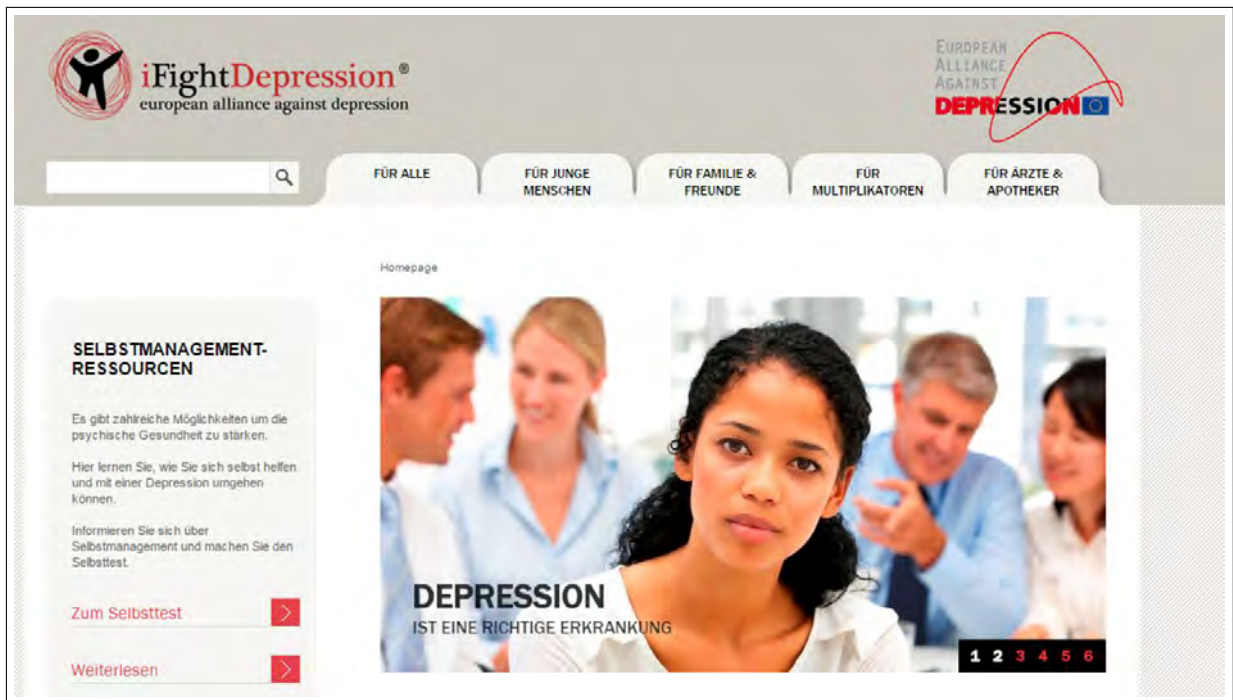 iFightDepression®
european alliance against depression
EUROPEAN
ALLIANCE
AGAINST
DEPRESSION
FÜR ALLE
FÜR JUNGE
MENSCHEN
FÜR FAMILIE &
FREUNDE
FÜR
MULTIPLIKATOREN
FÜR ÄRZTE &
APOTHEKER
Homepage
SELBSTMANAGEMENT-
RESSOURCEN
Es gibt zahlreiche Möglichkeiten um die
psychische Gesundheit zu stärken.
Hier lernen Sie, wie Sie sich selbst helfen
und mit einer Depression umgehen
können.
Informieren Sie sich über
Selbstmanagement und machen Sie den
Selbsttest.
Zum Selbsttest
Weiterlesen
DEPRESSION
IST EINE RICHTIGE ERKRANKUNG
1 2 3 4 5 6